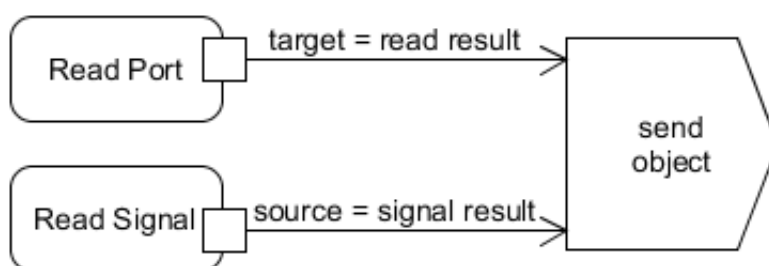 Read Port
target = read result
send
object
Read Signal
source = signal result